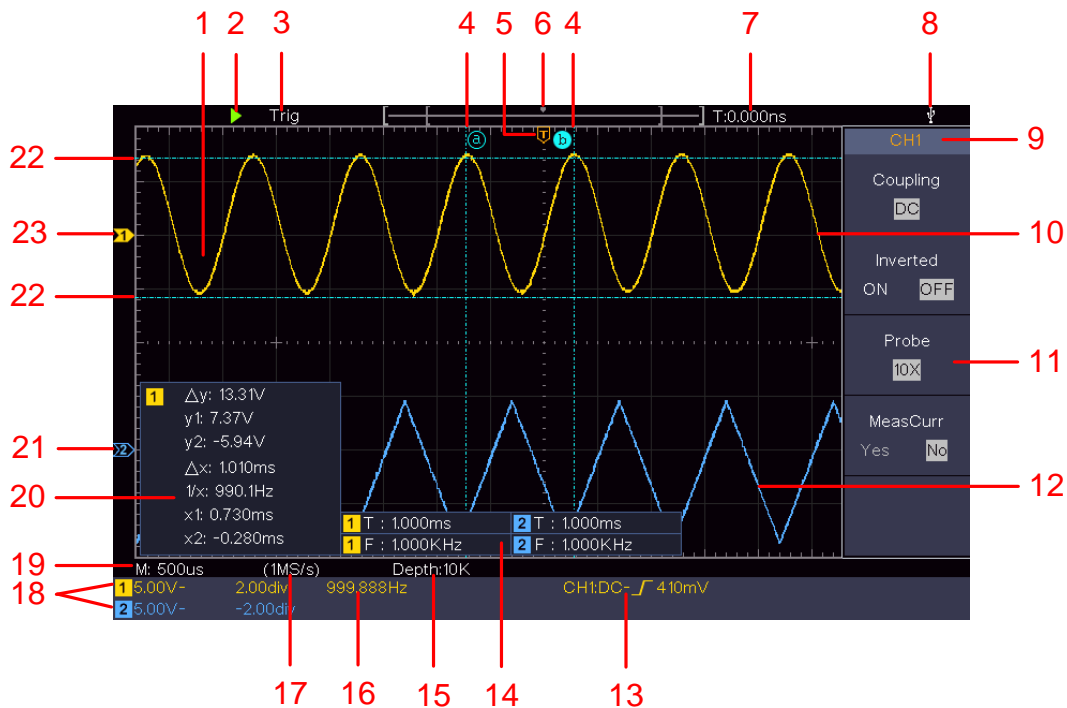 1 2 3 4 5 6 4 7 8
Trig T:0.000ns
a T b
CH1 9
22
Coupling
DC
23 1 10
Inverted
ON OFF
22
Probe
10X 11
1 △y: 13.31V
y1: 7.37V
y2: -5.94V
△x: 1.010ms
1/x: 990.1Hz
x1: 0.730ms
x2: -0.280ms
MeasCurr
Yes No
21 2
20 12
1 T : 1.000ms 2 T : 1.000ms
1 F : 1.000KHz 2 F : 1.000KHz
19 M: 500us (1MS/s) Depth:10K
18 1 5.00V- 2.00div 999.888Hz CH1:DC- 410mV
2 5.00V- -2.00div
17 16 15 14 13